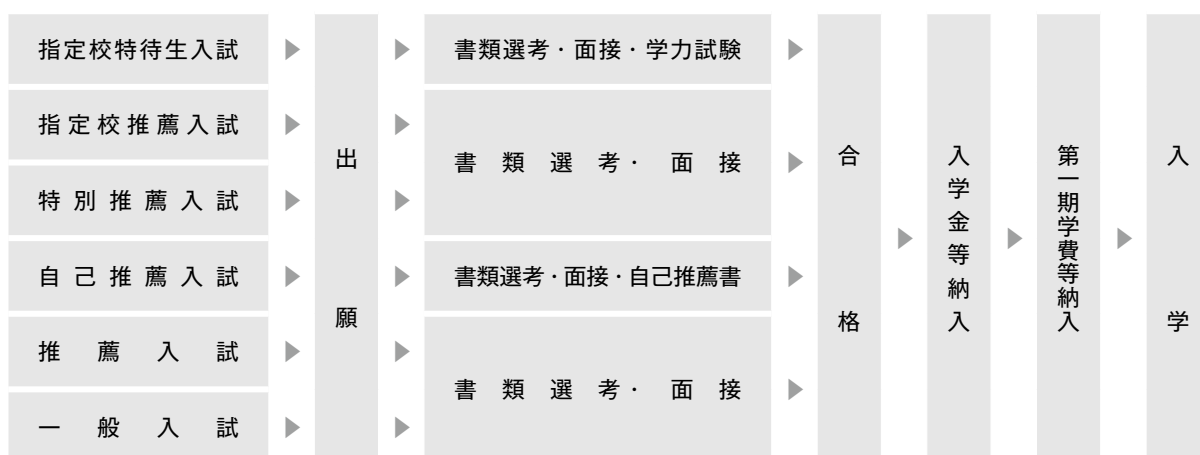 指定校特待生入試
指定校推薦入試
特別推薦入試
自己推薦入試
推薦入試
一般入試
出願
書類選考・面接・学力試験
書類選考・面接
書類選考・面接・自己推薦書
書類選考・面接
合格
入学金等納入
第一期学費等納入
入学